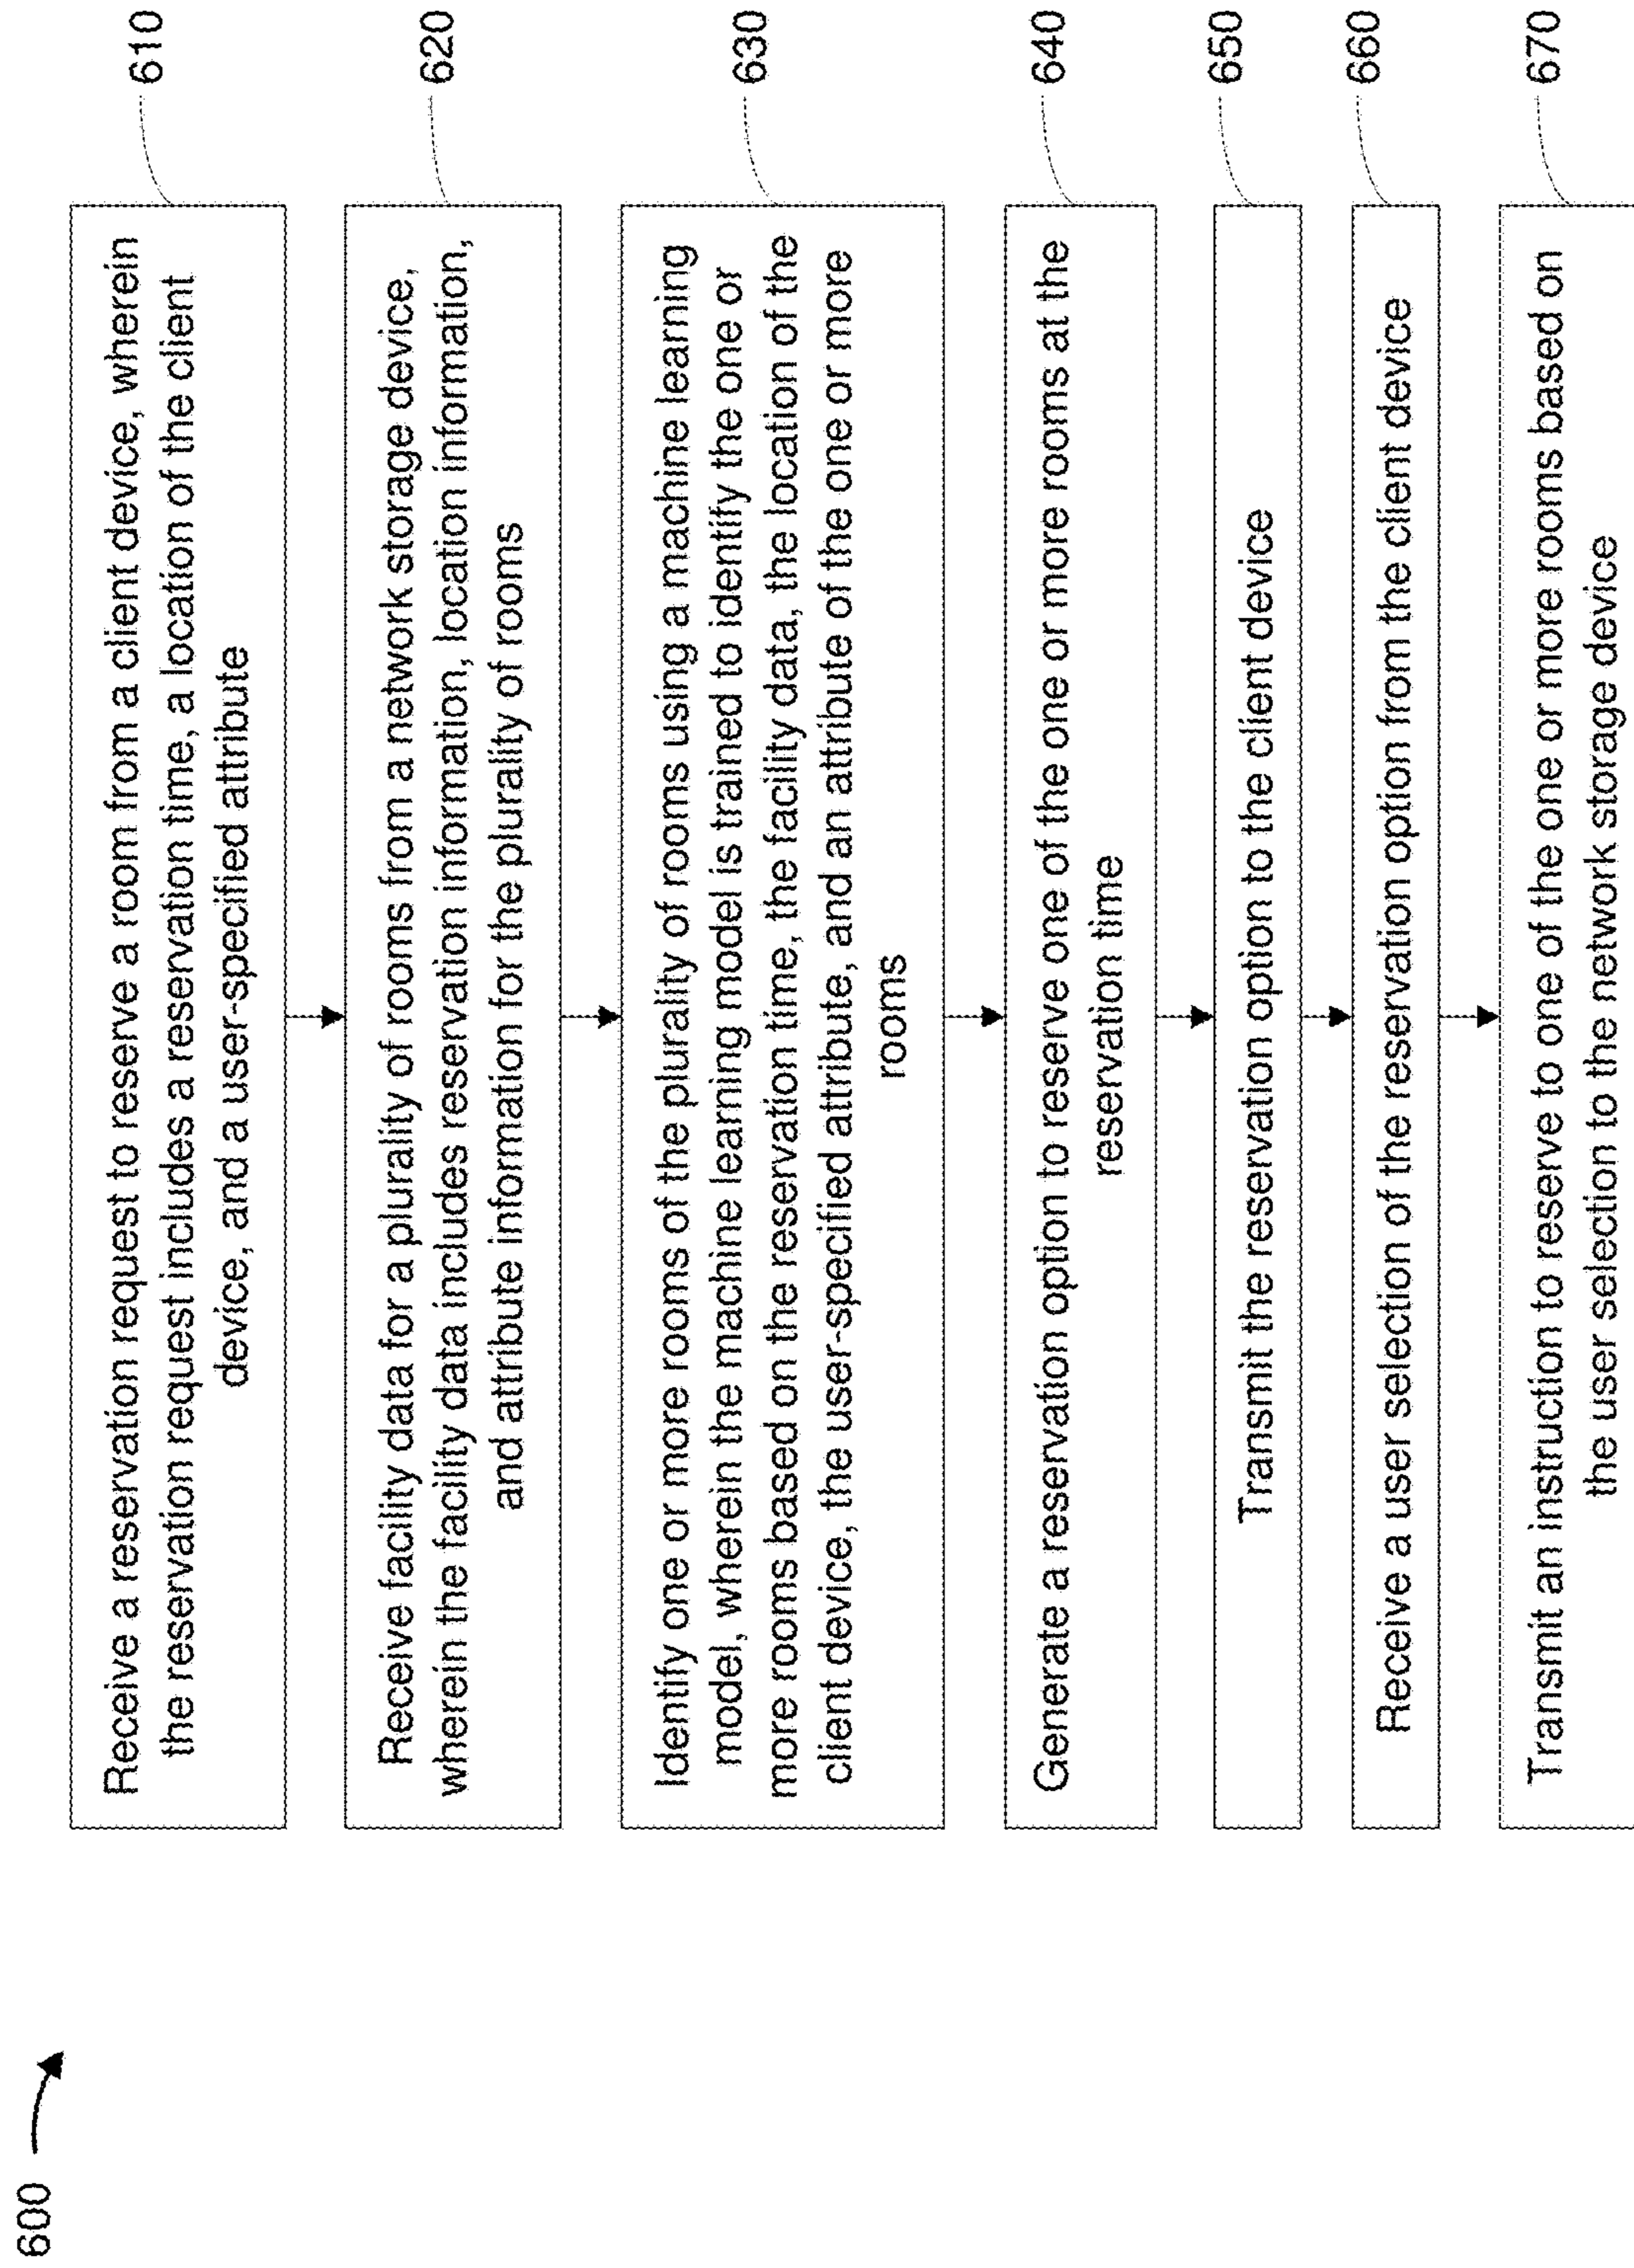 600
Receive a reservation request to reserve a room from a client device, wherein
the reservation request includes a reservation time, a location of the client
device, and a user-specified attribute
610
Receive facility data for a plurality of rooms from a network storage device,
wherein the facility data includes reservation information, location information,
and attribute information for the plurality of rooms
620
Identify one or more rooms of the plurality of rooms using a machine learning
model, wherein the machine learning model is trained to identify the one or
more rooms based on the reservation time, the facility data, the location of the
client device, the user-specified attribute, and an attribute of the one or more
rooms
630
Generate a reservation option to reserve one of the one or more rooms at the
reservation time
640
Transmit the reservation option to the client device
650
Receive a user selection of the reservation option from the client device
660
Transmit an instruction to reserve to one of the one or more rooms based on
the user selection to the network storage device
670